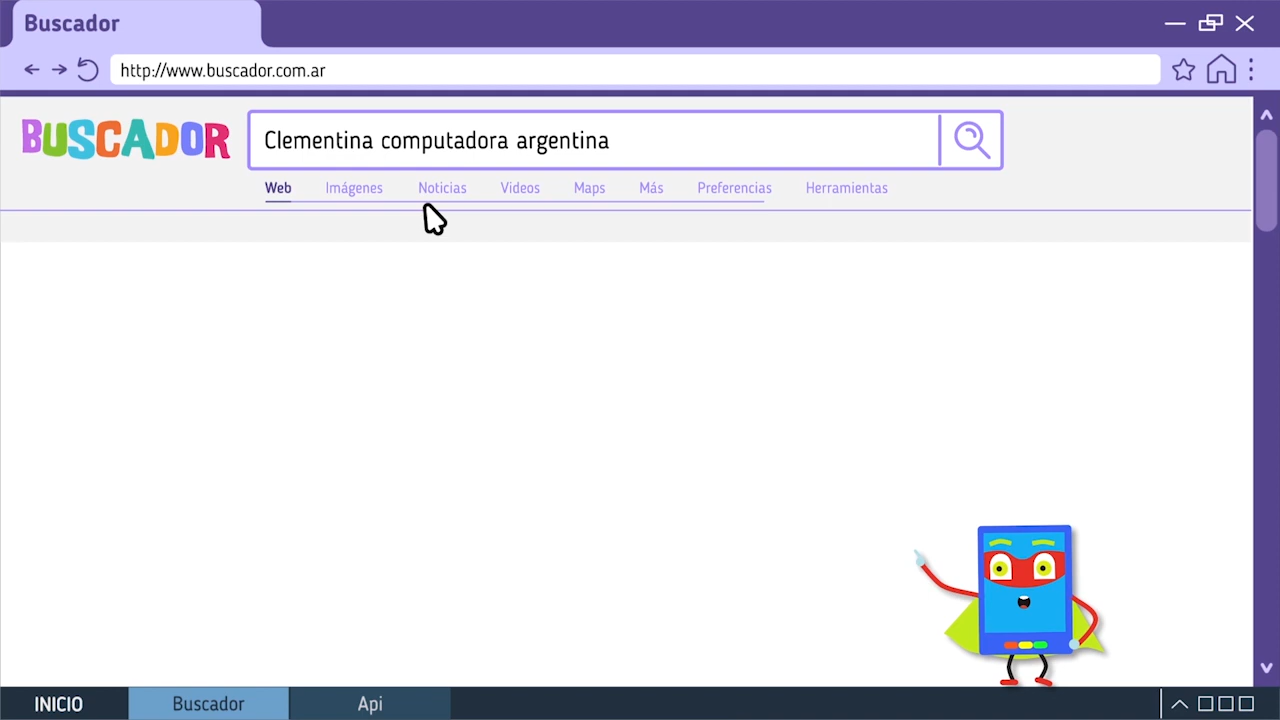 Buscador
http://www.buscador.com.ar
BUSCADOR
Clementina computadora argentina
Web Imágenes Noticias Videos Maps Más Preferencias Herramientas
INICIO Buscador Api